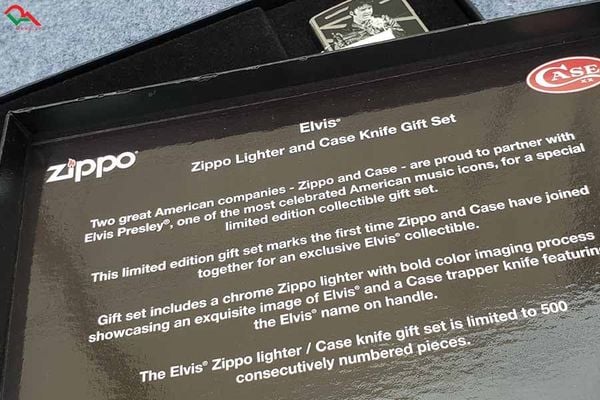 CASE
XX
Elvis®
zippo®
Zippo Lighter and Case Knife Gift Set
Two great American companies - Zippo and Case - are proud to partner with
Elvis Presley®, one of the most celebrated American music icons, for a special
limited edition collectible gift set.
This limited edition gift set marks the first time Zippo and Case have joined
together for an exclusive Elvis® collectible.
Gift set includes a chrome Zippo lighter with bold color imaging process
showcasing an exquisite image of Elvis® and a Case trapper knife featuring
the Elvis® name on handle.
The Elvis® Zippo lighter / Case knife gift set is limited to 500
consecutively numbered pieces.